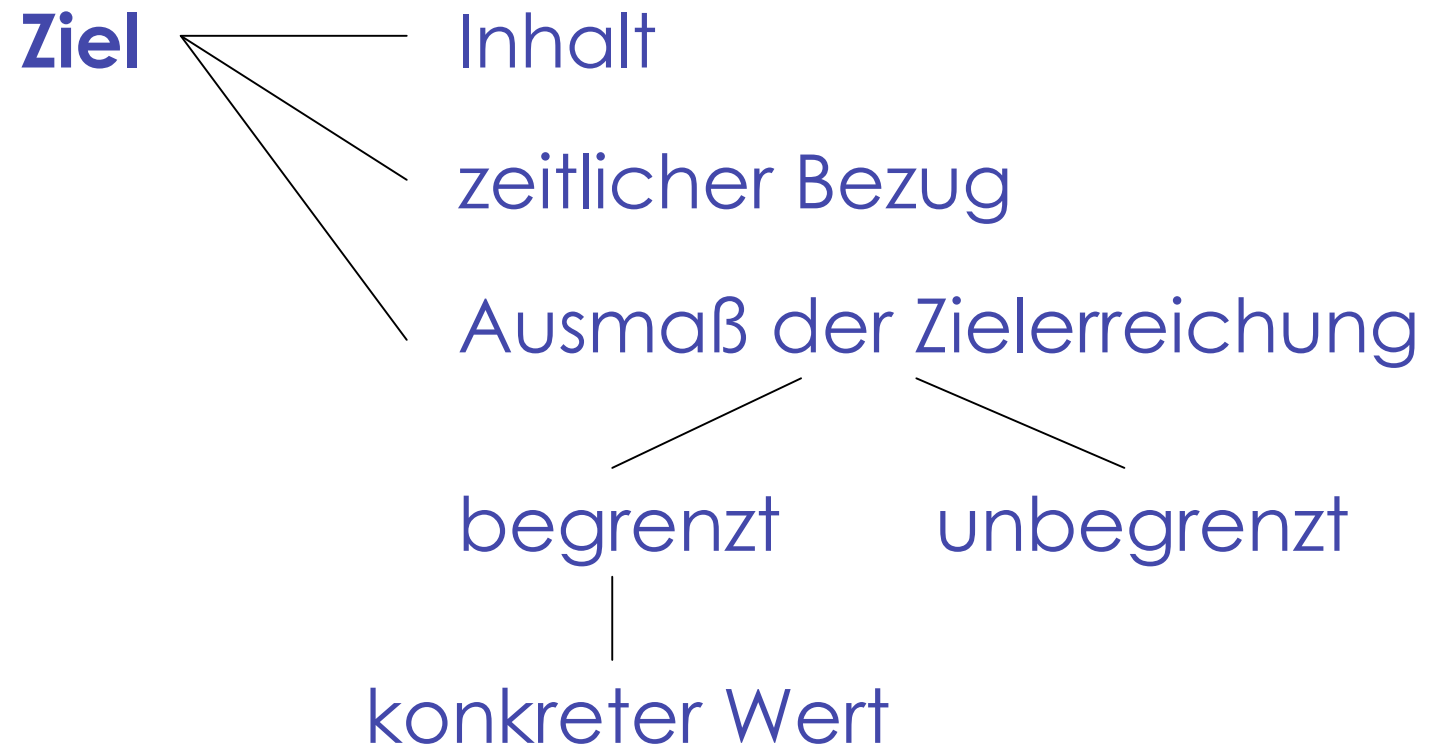 Ziel Inhalt
zeitlicher Bezug
Ausmaß der Zielerreichung
begrenzt unbegrenzt
konkreter Wert